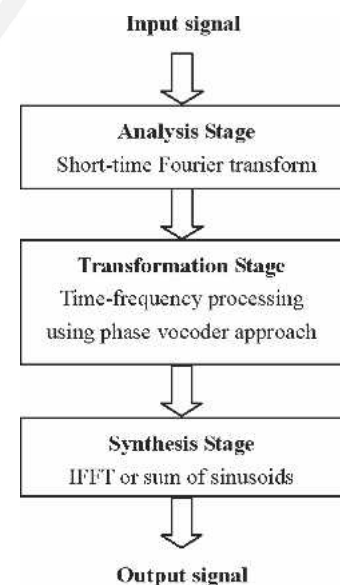 Input signal
Analysis Stage
Short-time Fourier transform
Transformation Stage
Time-frequency processing
using phase vocoder approach
Synthesis Stage
IFFT or sum of sinusoids
Output signal